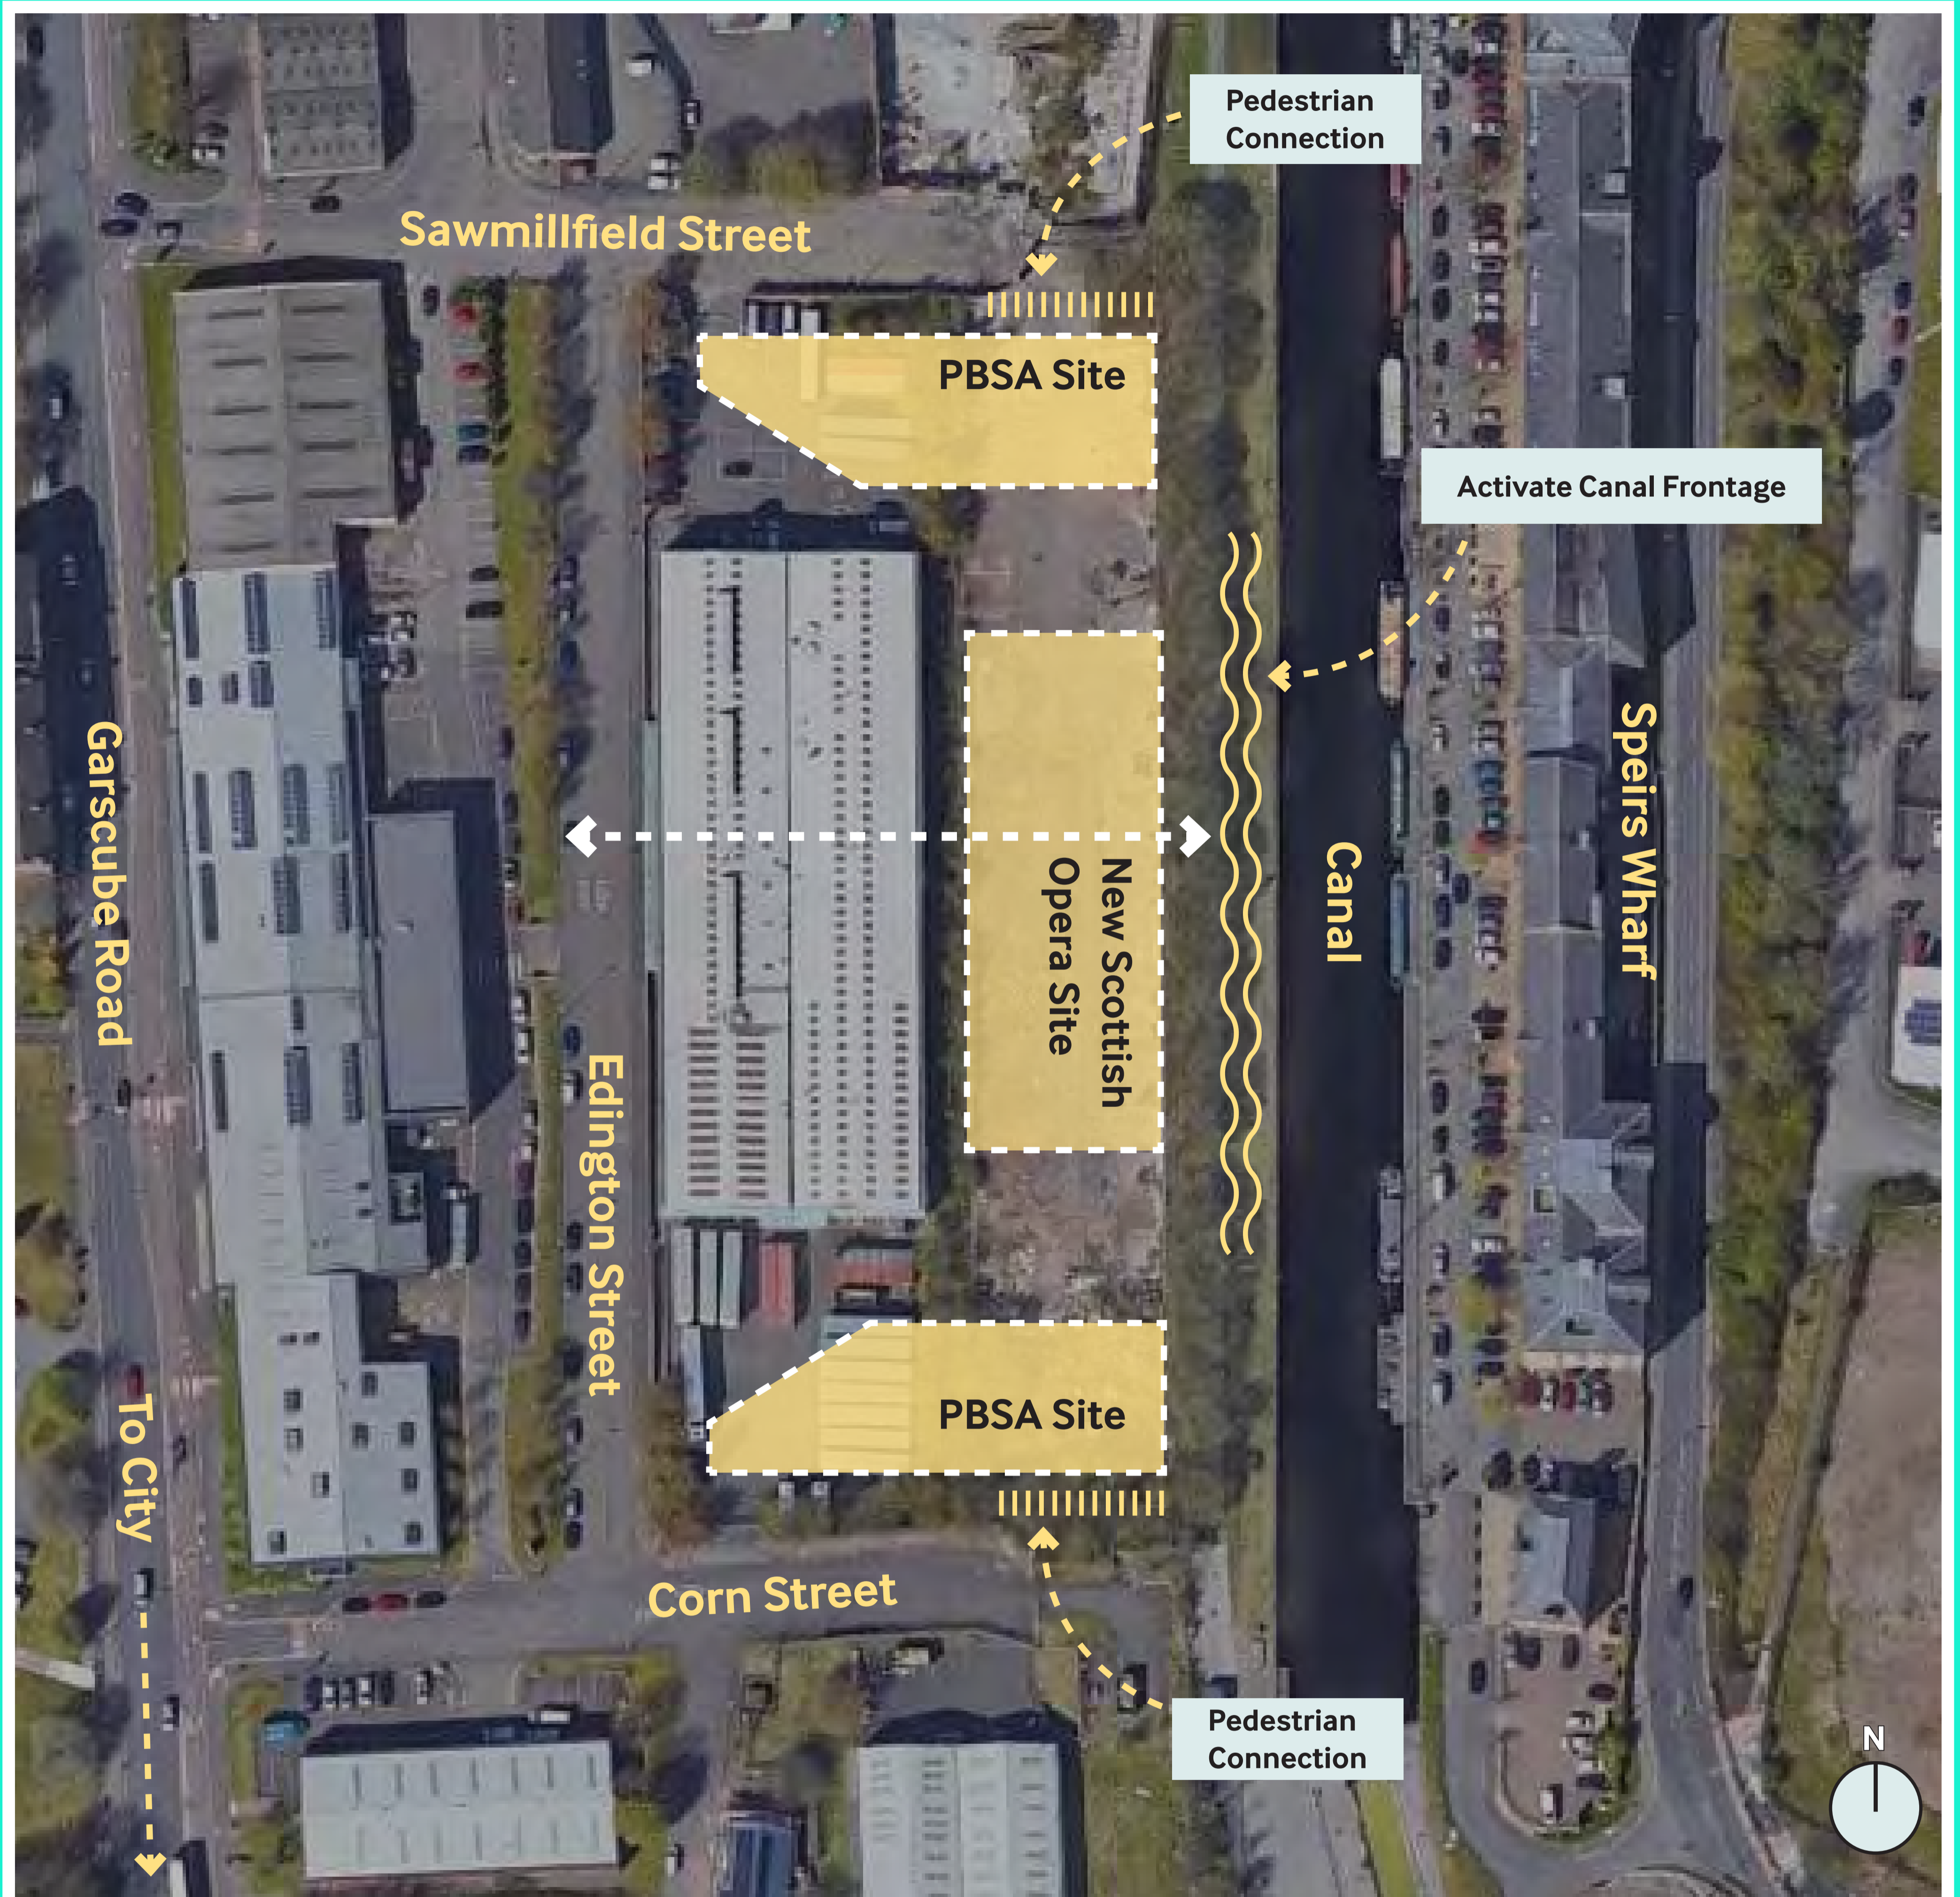 Pedestrian
Connection
Sawmillfield Street
PBSA Site
Activate Canal Frontage
Garscube Road
Speirs Wharf
Canal
New Scottish
Opera Site
Edington Street
To City
PBSA Site
Corn Street
Pedestrian
Connection
N